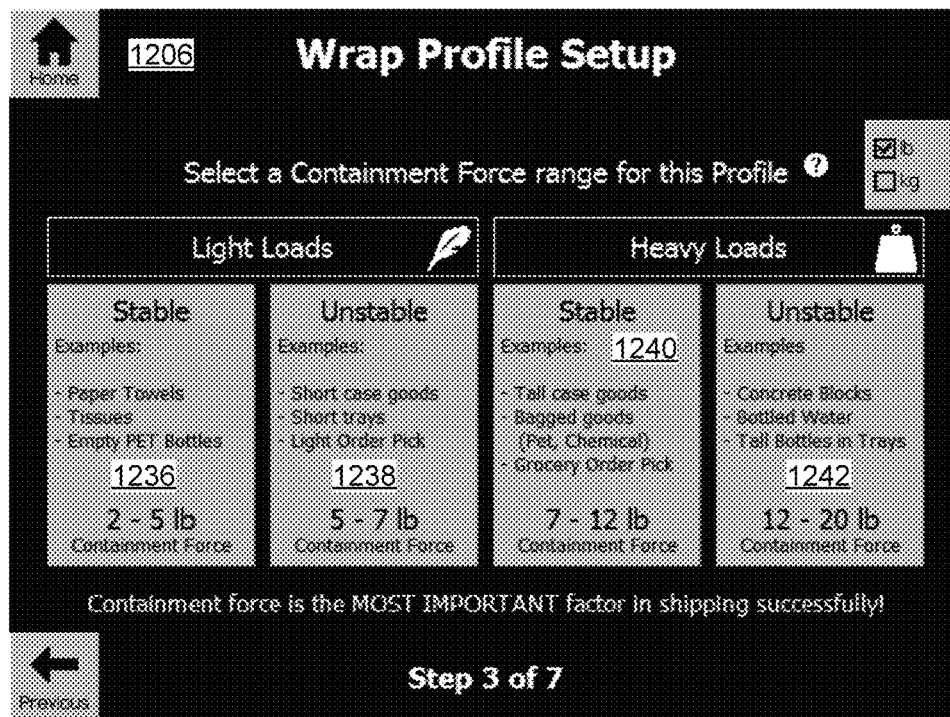 Home
1206
Wrap Profile Setup
Select a Containment Force range for this Profile ?
lb
kg
Light Loads
Heavy Loads
Stable
Examples:
- Paper Towels
- Tissues
- Empty PET Bottles
1236
2 - 5 lb
Containment Force
Unstable
Examples:
- Short case goods
- Short trays
- Light Order Pick
1238
5 - 7 lb
Containment Force
Stable
Examples: 1240
- Tall case goods
- Bagged goods
(Pet, Chemical)
- Grocery Order Pick
7 - 12 lb
Containment Force
Unstable
Examples
- Concrete Blocks
- Bottled Water
- Tall Bottles in Trays
1242
12 - 20 lb
Containment Force
Containment force is the MOST IMPORTANT factor in shipping successfully!
Previous
Step 3 of 7